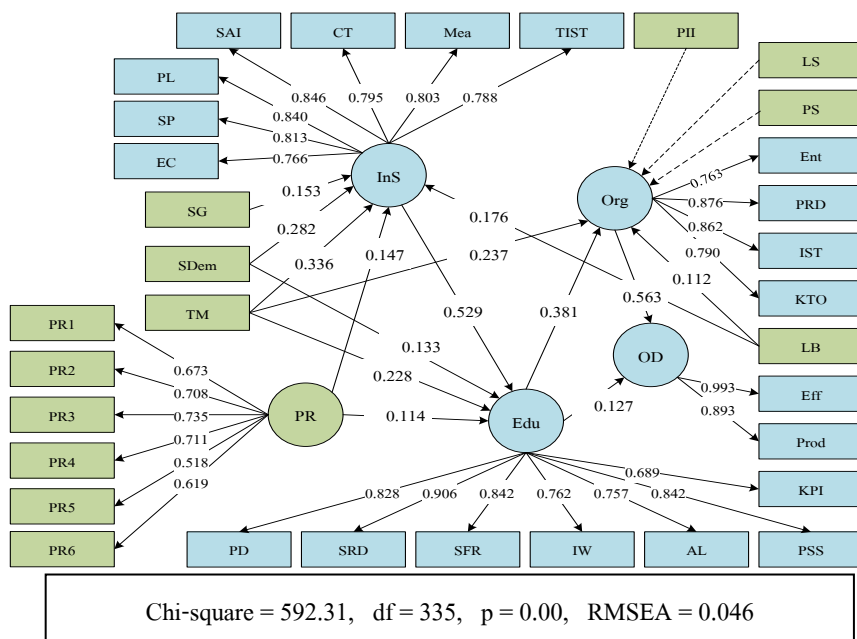 SAI
CT
Mea
TIST
PII
LS
PL
PS
SP
Ent
EC
PRD
SG
IST
SDem
KTO
TM
LB
InS
Org
OD
PR
Edu
0.846
0.795
0.803
0.788
0.840
0.813
0.766
0.153
0.282
0.336
0.147
0.176
0.237
0.763
0.876
0.862
0.790
0.112
0.563
0.529
0.381
0.133
0.228
0.114
0.127
0.993
0.893
Eff
Prod
KPI
PR1
PR2
PR3
PR4
PR5
PR6
0.673
0.708
0.735
0.711
0.518
0.619
0.828
0.906
0.842
0.762
0.757
0.842
0.689
PD
SRD
SFR
IW
AL
PSS
Chi-square = 592.31, df = 335, p = 0.00, RMSEA = 0.046